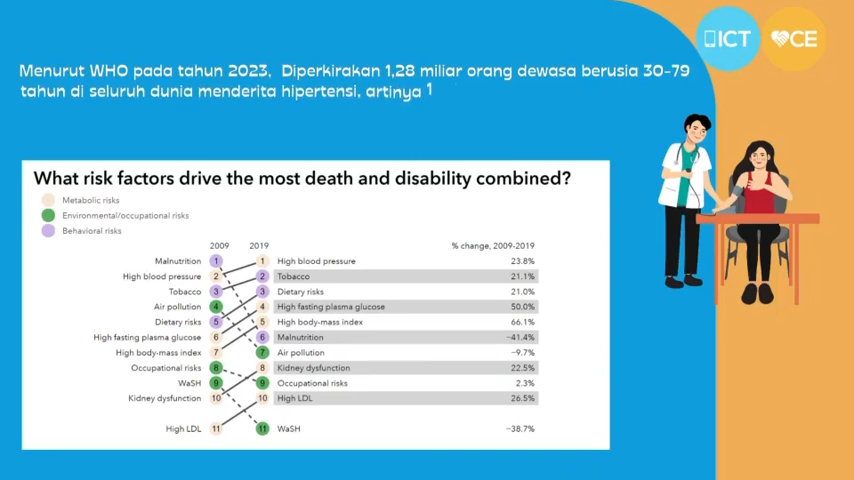 ICT
CE
Menurut WHO pada tahun 2023, Diperkirakan 1,28 miliar orang dewasa berusia 30-79
tahun di seluruh dunia menderita hipertensi, artinya 1
What risk factors drive the most death and disability combined?
Metabolic risks
Environmental/occupational risks
Behavioral risks
2009 2019 % change, 2009-2019
Malnutrition 1 1 High blood pressure 23.8%
High blood pressure 2 2 Tobacco 21.1%
Tobacco 3 3 Dietary risks 21.0%
Air pollution 4 4 High fasting plasma glucose 50.0%
Dietary risks 5 5 High body-mass index 66.1%
High fasting plasma glucose 6 6 Malnutrition −41.4%
High body-mass index 7 7 Air pollution −9.7%
Occupational risks 8 8 Kidney dysfunction 22.5%
WaSH 9 9 Occupational risks 2.3%
Kidney dysfunction 10 10 High LDL 26.5%
High LDL 11 11 WaSH −38.7%